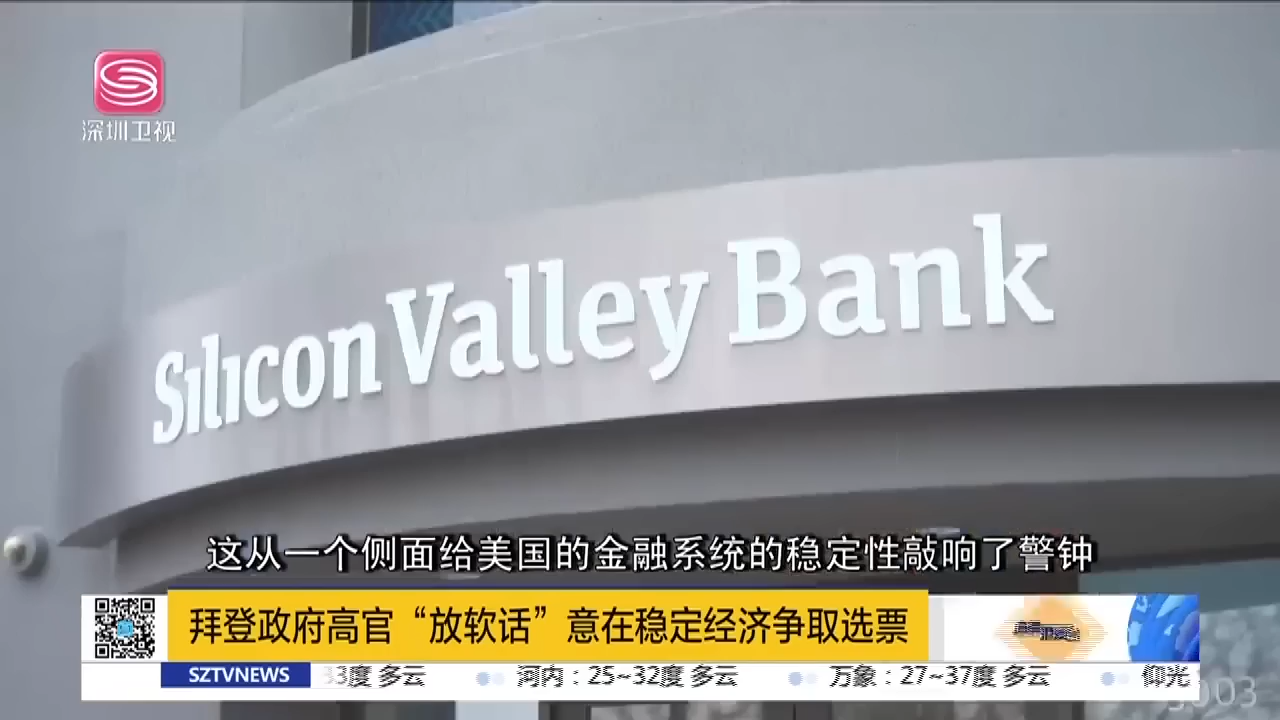 深圳卫视
Silicon Valley Bank
这从一个侧面给美国的金融系统的稳定性敲响了警钟
拜登政府高官“放软话”意在稳定经济争取选票
SZTVNEWS
33度 多云 河内：25~32度 多云 万象：27~37度 多云 仰光